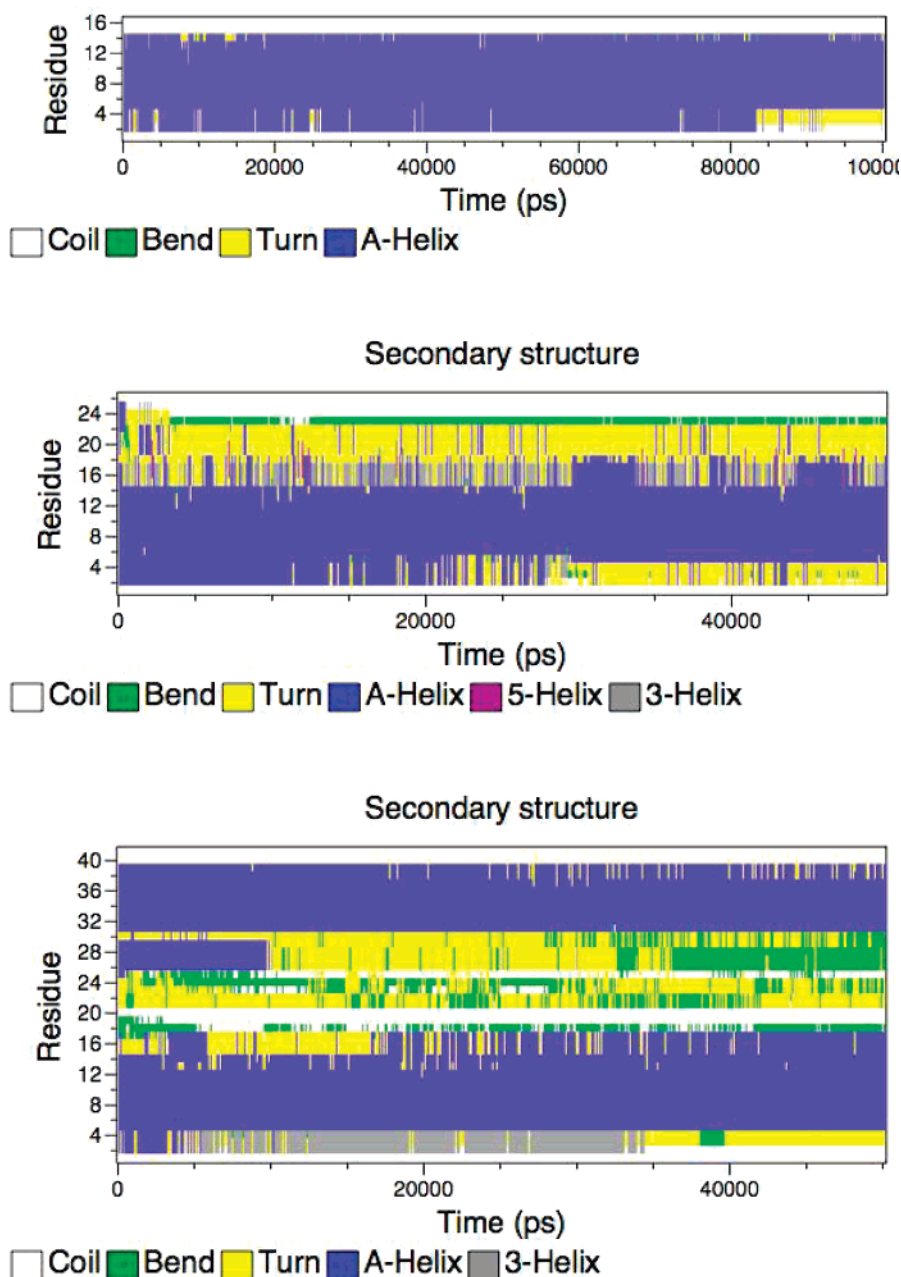 16
12
8
4
Residue
0 20000 40000 60000 80000 10000
Time (ps)
Coil Bend Turn A-Helix
Secondary structure
24
20
16
12
8
4
Residue
0 20000 40000
Time (ps)
Coil Bend Turn A-Helix 5-Helix 3-Helix
Secondary structure
40
36
32
28
24
20
16
12
8
4
Residue
0 20000 40000
Time (ps)
Coil Bend Turn A-Helix 3-Helix